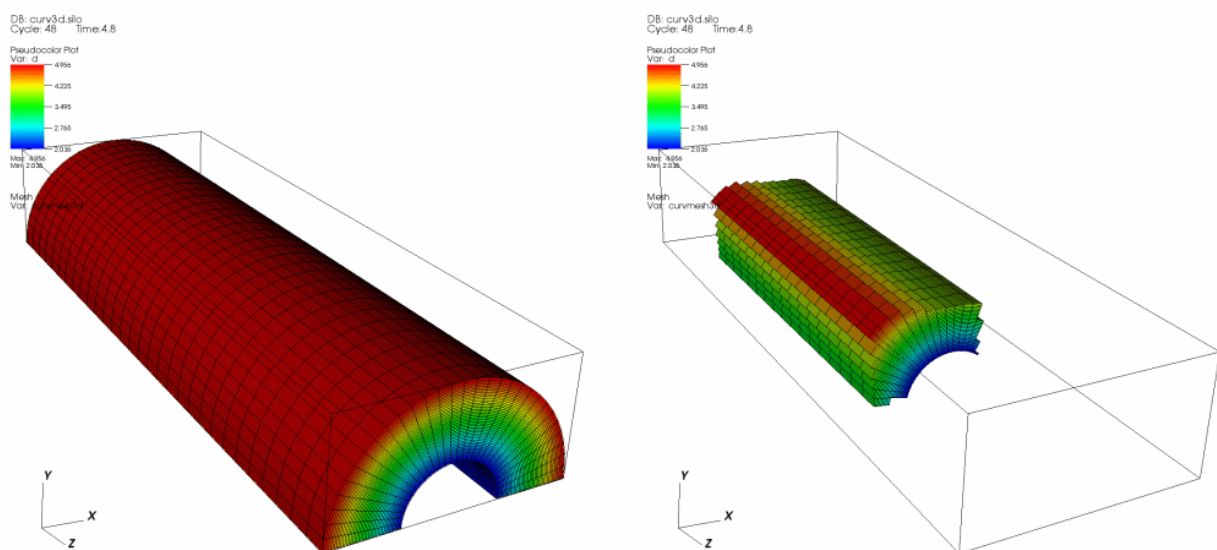 DB: curv3d.silo
Cycle: 48 Time:4.8
Pseudocolor Plot
Var: d
4.956
4.225
3.495
2.765
2.036
Max: 4.956
Min: 2.036
Mesh
Y
X
Z
DB: curv3d.silo
Cycle: 48 Time:4.8
Pseudocolor Plot
Var: d
4.956
4.225
3.495
2.765
2.036
Max: 4.956
Min: 2.036
Mesh
Var: curvmesh3d
Y
X
Z